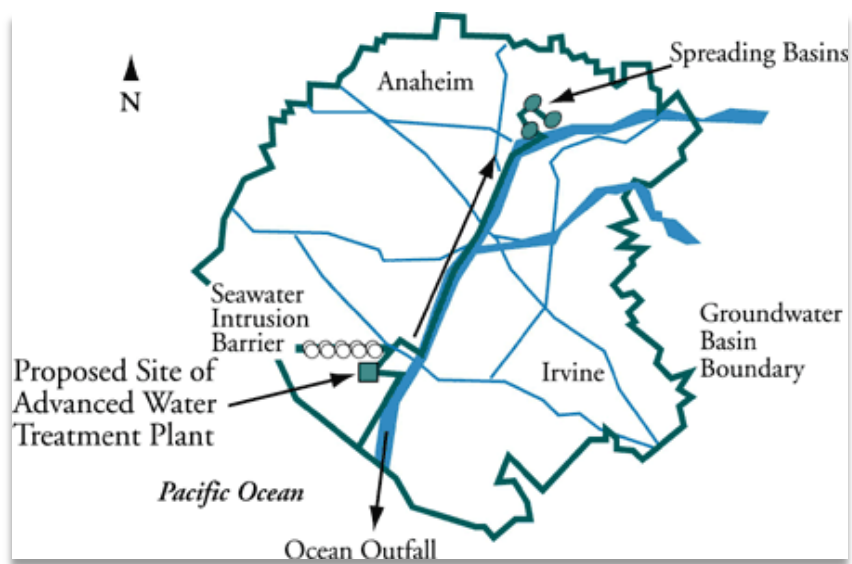 Spreading Basins
Anaheim
N
Seawater
Intrusion
Barrier
Groundwater
Basin
Boundary
Proposed Site of
Advanced Water
Treatment Plant
Irvine
Pacific Ocean
Ocean Outfall